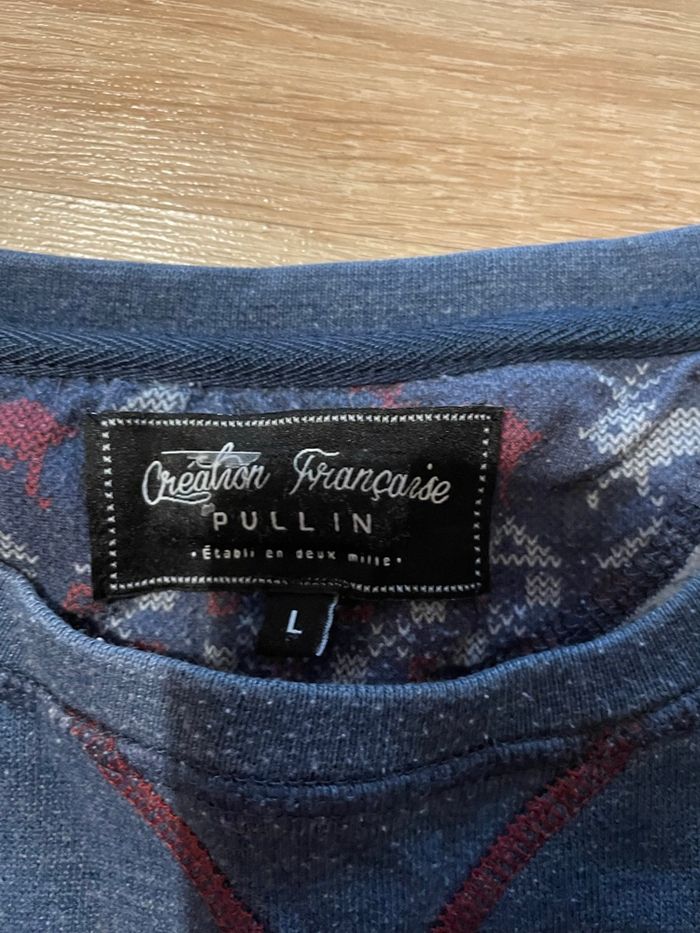 Création Française
PULLIN
• Établi en deux mille •
L